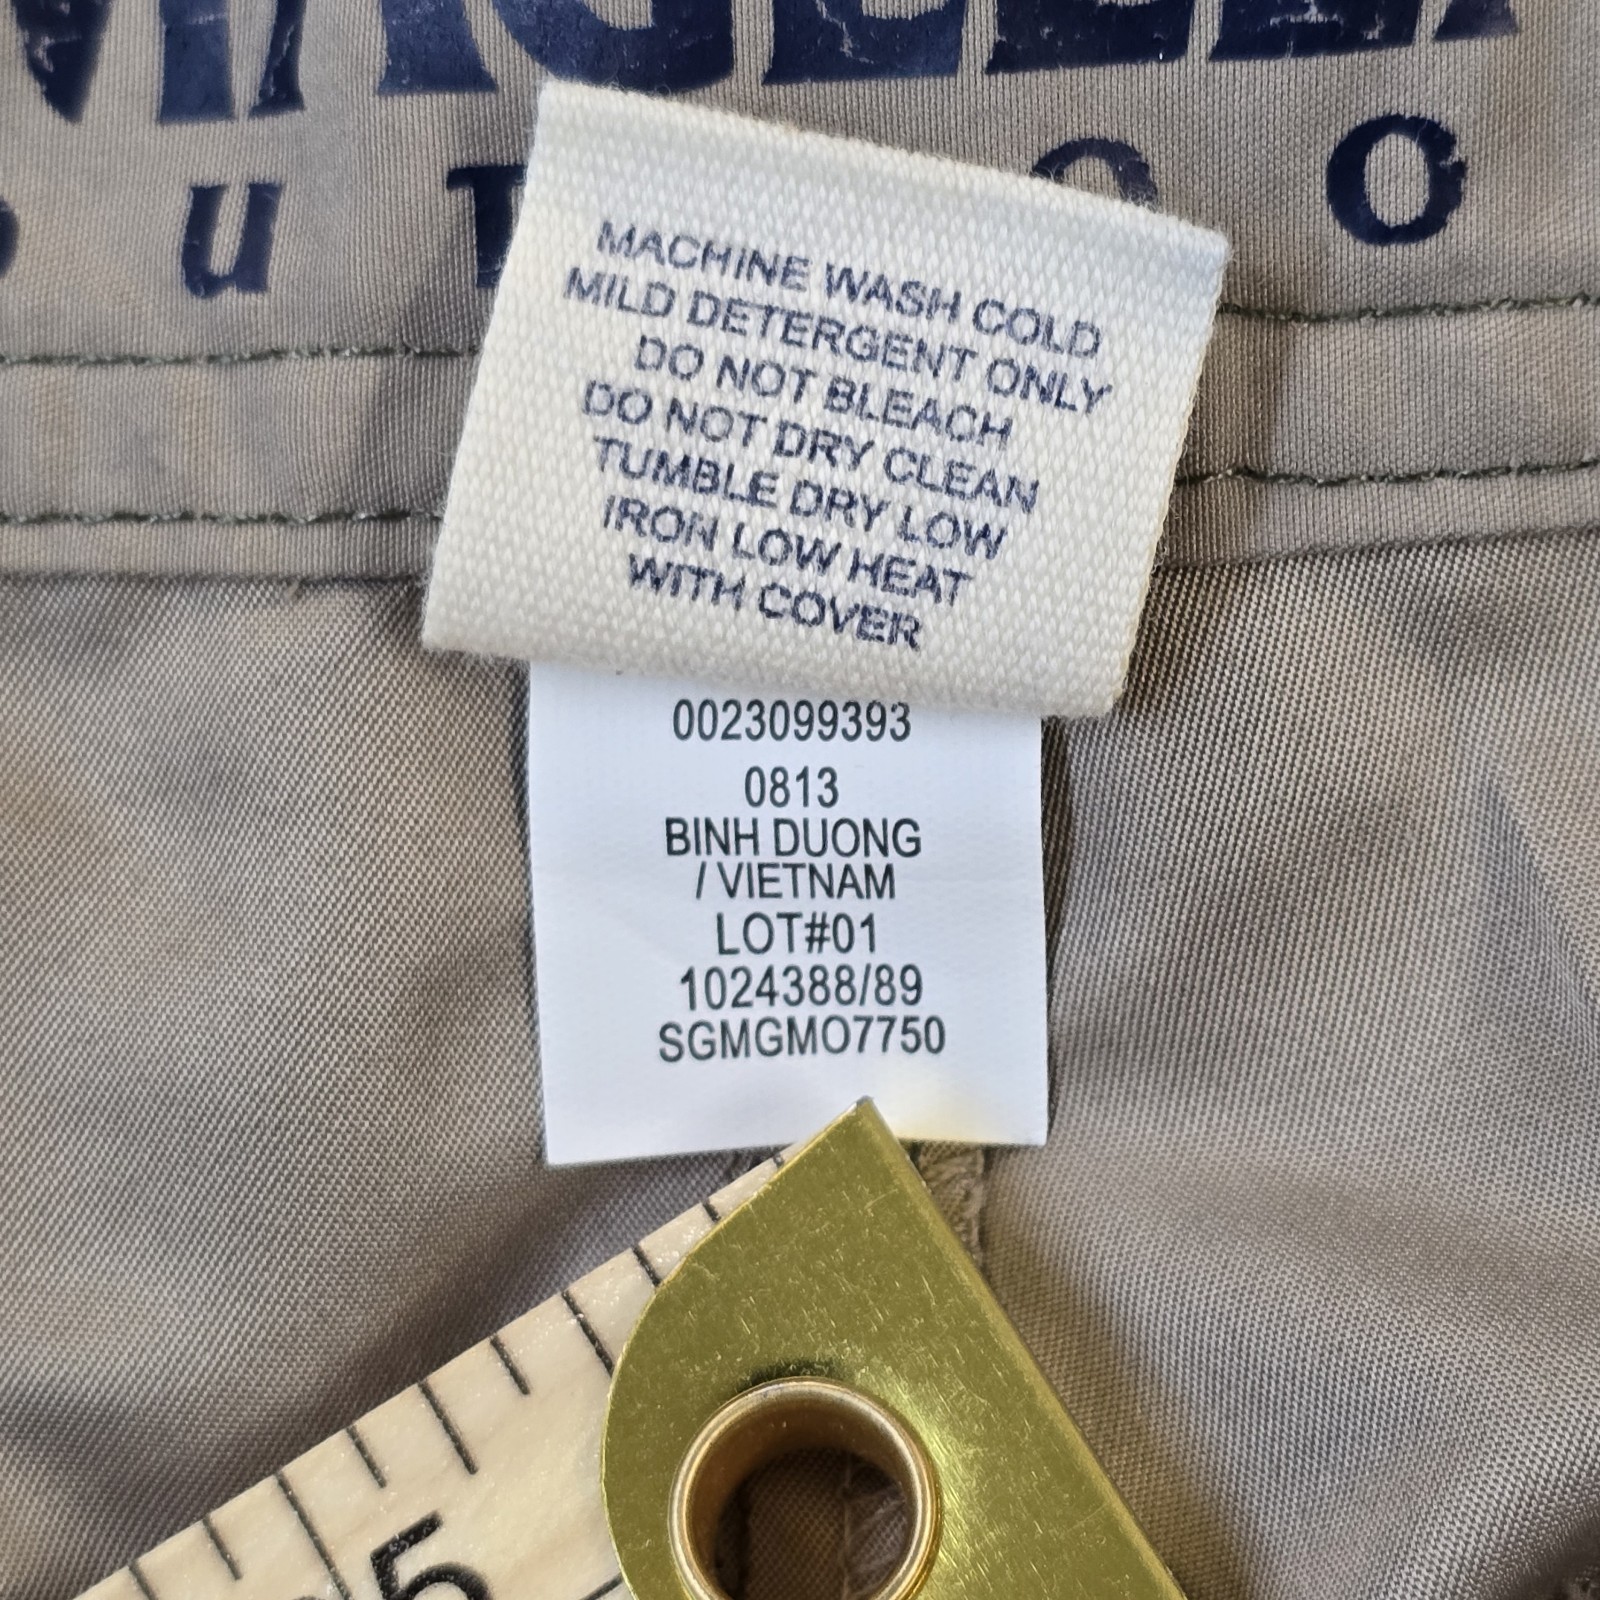 MACHINE WASH COLD
MILD DETERGENT ONLY
DO NOT BLEACH
DO NOT DRY CLEAN
TUMBLE DRY LOW
IRON LOW HEAT
WITH COVER
0023099393
0813
BINH DUONG
/ VIETNAM
LOT#01
1024388/89
SGMGMO7750